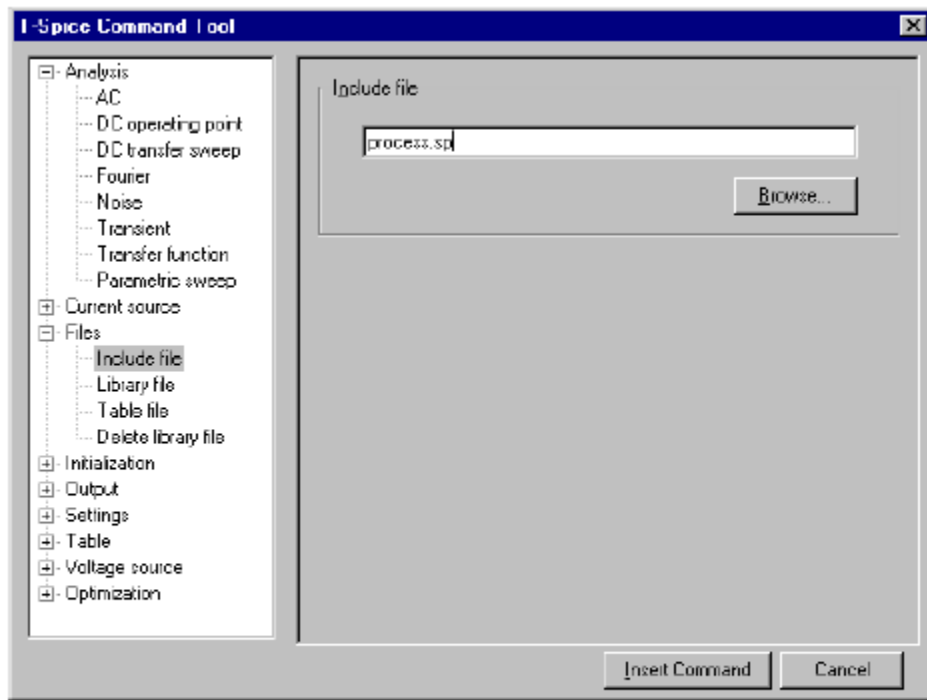 T-Spice Command Tool
Analysis
AC
DC operating point
DC transfer sweep
Fourier
Noise
Transient
Transfer function
Parametric sweep
Current source
Files
Include file
Library file
Table file
Delete library file
Initialization
Output
Settings
Table
Voltage source
Optimization
Include file
process.sp
Browse...
Insert Command
Cancel